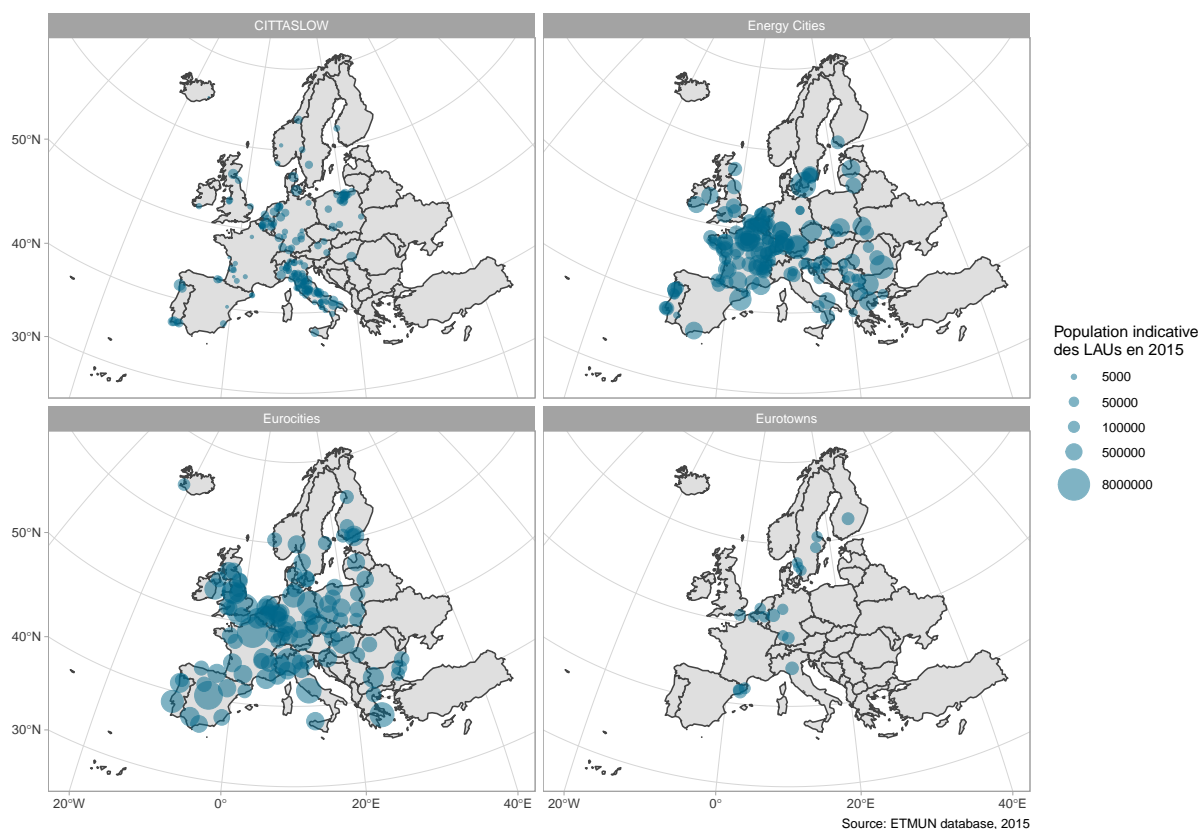 CITTASLOW
Energy Cities
50°N
40°N
30°N
Eurocities
Eurotowns
50°N
40°N
30°N
20°W
0°
20°E
40°E
20°W
0°
20°E
40°E
Population indicative
des LAUs en 2015
5000
50000
100000
500000
8000000
Source: ETMUN database, 2015